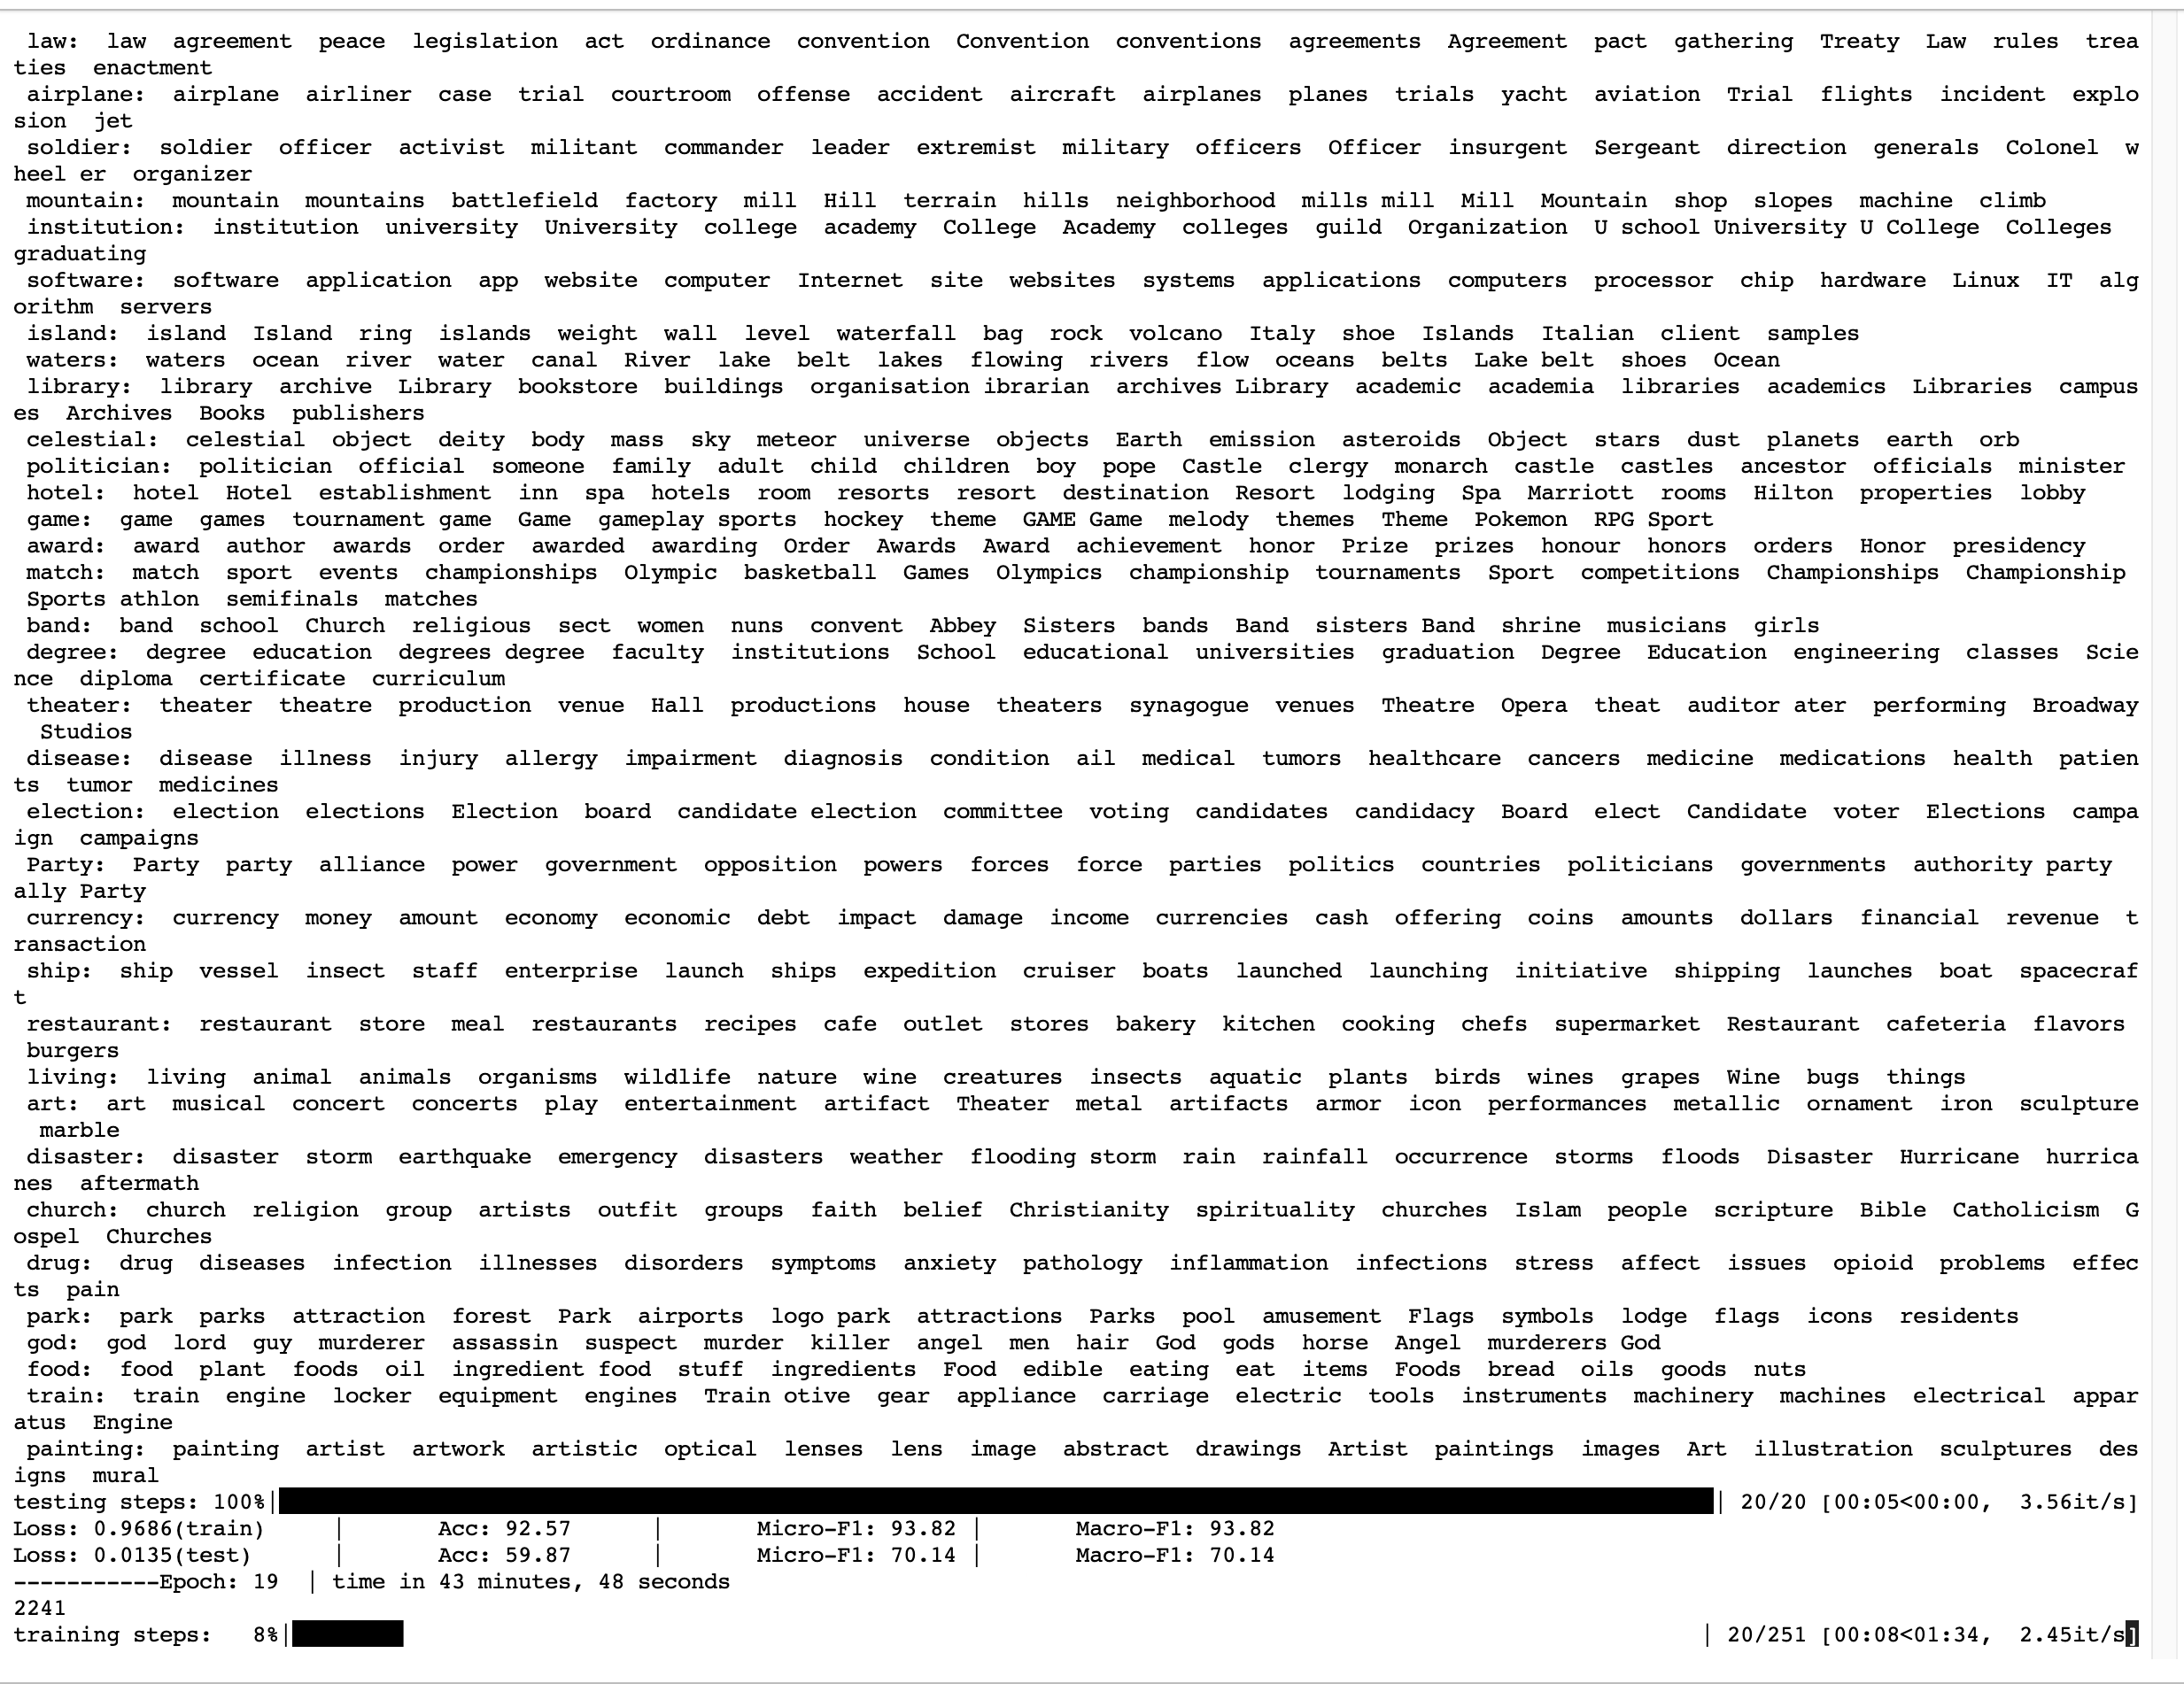 law: law agreement peace legislation act ordinance convention Convention conventions agreements Agreement pact gathering Treaty Law rules trea
ties enactment
airplane: airplane airliner case trial courtroom offense accident aircraft airplanes planes trials yacht aviation Trial flights incident explo
sion jet
soldier: soldier officer activist militant commander leader extremist military officers Officer insurgent Sergeant direction generals Colonel w
heel er organizer
mountain: mountain mountains battlefield factory mill Hill terrain hills neighborhood mills mill Mill Mountain shop slopes machine climb
institution: institution university University college academy College Academy colleges guild Organization U school University U College Colleges
graduating
software: software application app website computer Internet site websites systems applications computers processor chip hardware Linux IT alg
orithm servers
island: island Island ring islands weight wall level waterfall bag rock volcano Italy shoe Islands Italian client samples
waters: waters ocean river water canal River lake belt lakes flowing rivers flow oceans belts Lake belt shoes Ocean
library: library archive Library bookstore buildings organisation ibrarian archives Library academic academia libraries academics Libraries campus
es Archives Books publishers
celestial: celestial object deity body mass sky meteor universe objects Earth emission asteroids Object stars dust planets earth orb
politician: politician official someone family adult child children boy pope Castle clergy monarch castle castles ancestor officials minister
hotel: hotel Hotel establishment inn spa hotels room resorts resort destination Resort lodging Spa Marriott rooms Hilton properties lobby
game: game games tournament game Game gameplay sports hockey theme GAME Game melody themes Theme Pokemon RPG Sport
award: award author awards order awarded awarding Order Awards Award achievement honor Prize prizes honour honors orders Honor presidency
match: match sport events championships Olympic basketball Games Olympics championship tournaments Sport competitions Championships Championship
Sports athlon semifinals matches
band: band school Church religious sect women nuns convent Abbey Sisters bands Band sisters Band shrine musicians girls
degree: degree education degrees degree faculty institutions School educational universities graduation Degree Education engineering classes Scie
nce diploma certificate curriculum
theater: theater theatre production venue Hall productions house theaters synagogue venues Theatre Opera theat auditor ater performing Broadway
Studios
disease: disease illness injury allergy impairment diagnosis condition ail medical tumors healthcare cancers medicine medications health patien
ts tumor medicines
election: election elections Election board candidate election committee voting candidates candidacy Board elect Candidate voter Elections campa
ign campaigns
Party: Party party alliance power government opposition powers forces force parties politics countries politicians governments authority party
ally Party
currency: currency money amount economy economic debt impact damage income currencies cash offering coins amounts dollars financial revenue t
ransaction
ship: ship vessel insect staff enterprise launch ships expedition cruiser boats launched launching initiative shipping launches boat spacecraf
t
restaurant: restaurant store meal restaurants recipes cafe outlet stores bakery kitchen cooking chefs supermarket Restaurant cafeteria flavors
burgers
living: living animal animals organisms wildlife nature wine creatures insects aquatic plants birds wines grapes Wine bugs things
art: art musical concert concerts play entertainment artifact Theater metal artifacts armor icon performances metallic ornament iron sculpture
marble
disaster: disaster storm earthquake emergency disasters weather flooding storm rain rainfall occurrence storms floods Disaster Hurricane hurrica
nes aftermath
church: church religion group artists outfit groups faith belief Christianity spirituality churches Islam people scripture Bible Catholicism G
ospel Churches
drug: drug diseases infection illnesses disorders symptoms anxiety pathology inflammation infections stress affect issues opioid problems effec
ts pain
park: park parks attraction forest Park airports logo park attractions Parks pool amusement Flags symbols lodge flags icons residents
god: god lord guy murderer assassin suspect murder killer angel men hair God gods horse Angel murderers God
food: food plant foods oil ingredient food stuff ingredients Food edible eating eat items Foods bread oils goods nuts
train: train engine locker equipment engines Train otive gear appliance carriage electric tools instruments machinery machines electrical appar
atus Engine
painting: painting artist artwork artistic optical lenses lens image abstract drawings Artist paintings images Art illustration sculptures des
igns mural
testing steps: 100%| | 20/20 [00:05<00:00, 3.56it/s]
Loss: 0.9686(train) | Acc: 92.57 | Micro-F1: 93.82 | Macro-F1: 93.82
Loss: 0.0135(test) | Acc: 59.87 | Micro-F1: 70.14 | Macro-F1: 70.14
-----------Epoch: 19 | time in 43 minutes, 48 seconds
2241
training steps: 8%| | 20/251 [00:08<01:34, 2.45it/s]